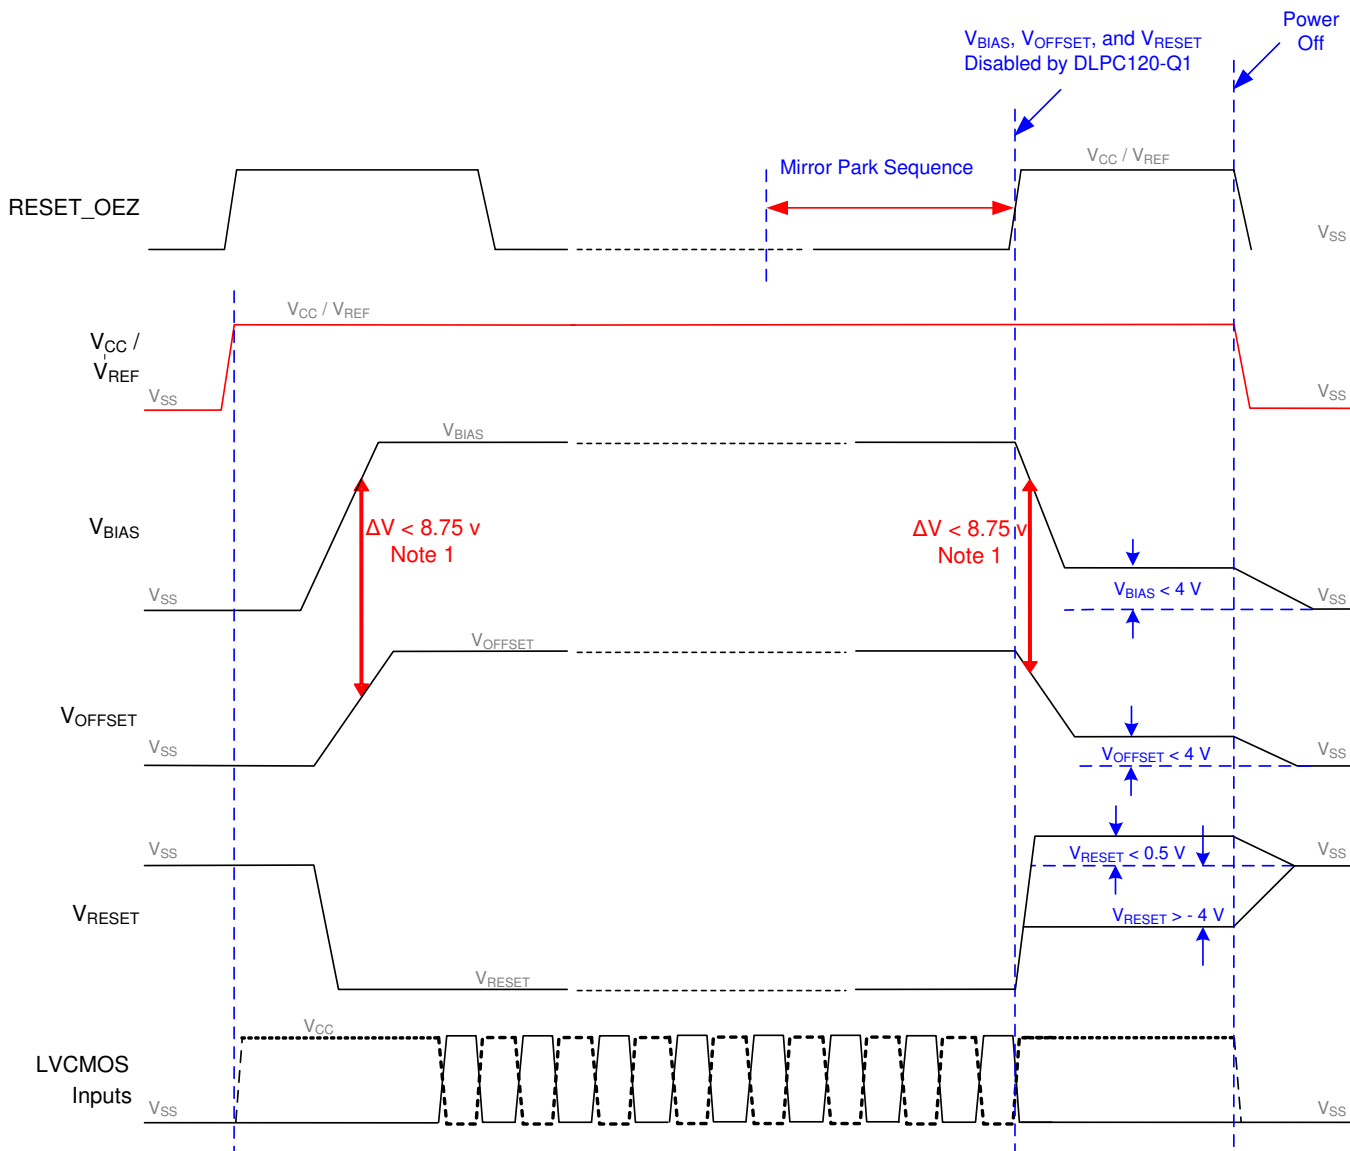 Power
Off
VBIAS, VOFFSET, and VRESET
Disabled by DLPC120-Q1
VCC / VREF
Mirror Park Sequence
RESET_OEZ
VSS
VCC / VREF
VCC /
VREF
VSS
VSS
VBIAS
ΔV < 8.75 v
Note 1
ΔV < 8.75 v
Note 1
VBIAS
VSS
VBIAS < 4 V
VSS
VOFFSET
VOFFSET
VSS
VOFFSET < 4 V
VSS
VSS
VRESET < 0.5 V
VSS
VRESET
VRESET > - 4 V
VRESET
VCC
LVCMOS
Inputs
VSS
VSS